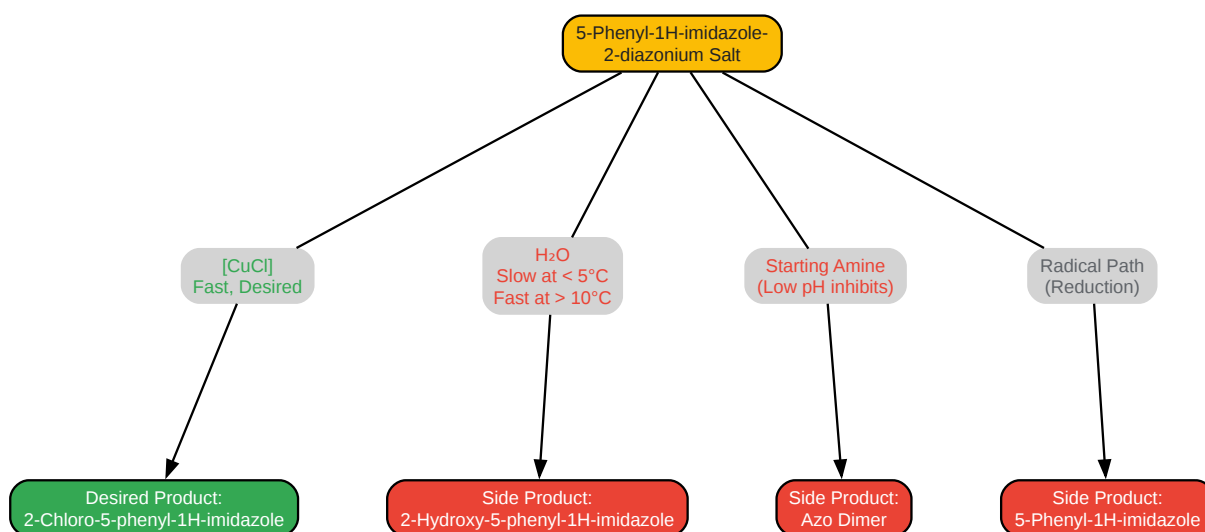 5-Phenyl-1H-imidazole-
2-diazonium Salt
[CuCl]
Fast, Desired
H₂O
Slow at < 5°C
Fast at > 10°C
Starting Amine
(Low pH inhibits)
Radical Path
(Reduction)
Desired Product:
2-Chloro-5-phenyl-1H-imidazole
Side Product:
2-Hydroxy-5-phenyl-1H-imidazole
Side Product:
Azo Dimer
Side Product:
5-Phenyl-1H-imidazole